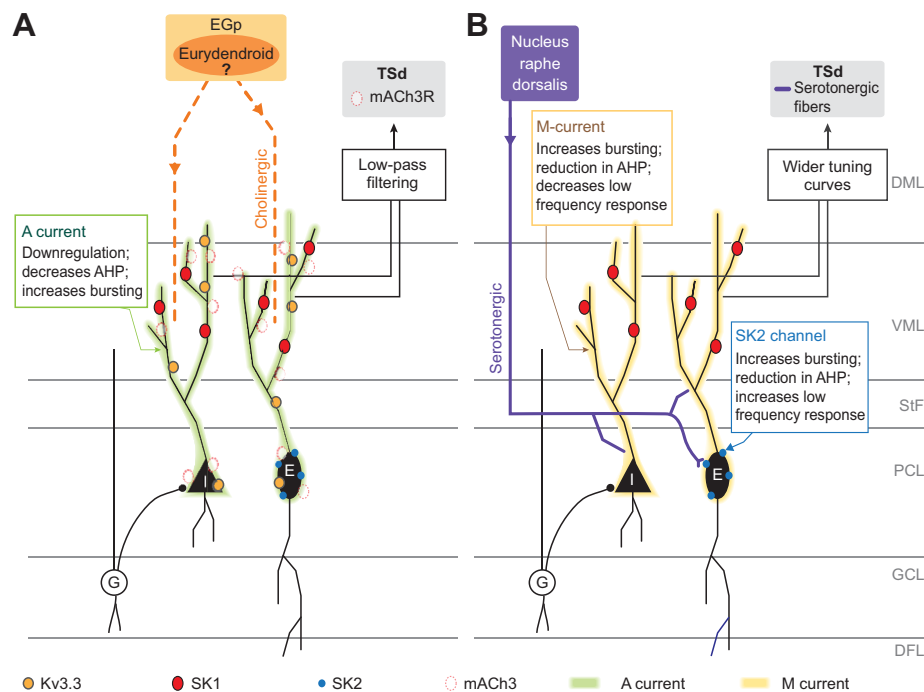 A
EGp
Eurydendroid
?
TSd
mACh3R
Low-pass
filtering
Cholinergic
A current
Downregulation;
decreases AHP;
increases bursting
I
E
G
B
Nucleus
raphe
dorsalis
TSd
Serotonergic
fibers
M-current
Increases bursting;
reduction in AHP;
decreases low
frequency response
Wider tuning
curves
Serotonergic
SK2 channel
Increases bursting;
reduction in AHP;
increases low
frequency response
I
E
G
DML
VML
StF
PCL
GCL
DFL
Kv3.3
SK1
SK2
mACh3
A current
M current